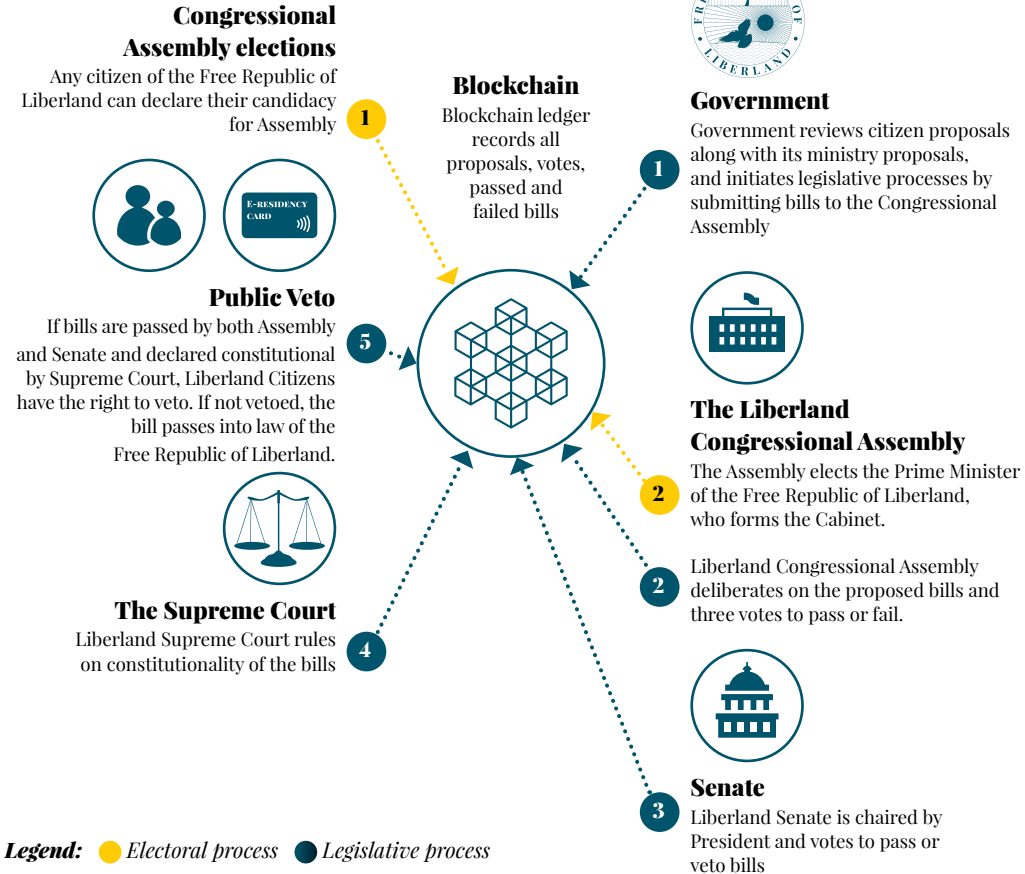 Congressional
Assembly elections
Any citizen of the Free Republic of
Liberland can declare their candidacy
for Assembly
1
E-RESIDENCY
CARD
Public Veto
If bills are passed by both Assembly
and Senate and declared constitutional
by Supreme Court, Liberland Citizens
have the right to veto. If not vetoed, the
bill passes into law of the
Free Republic of Liberland.
5
The Supreme Court
Liberland Supreme Court rules
on constitutionality of the bills
4
Blockchain
Blockchain ledger
records all
proposals, votes,
passed and
failed bills
OF
LIBERLAND
Government
1
Government reviews citizen proposals
along with its ministry proposals,
and initiates legislative processes by
submitting bills to the Congressional
Assembly
The Liberland
Congressional Assembly
2
The Assembly elects the Prime Minister
of the Free Republic of Liberland,
who forms the Cabinet.
2
Liberland Congressional Assembly
deliberates on the proposed bills and
three votes to pass or fail.
Senate
3
Liberland Senate is chaired by
President and votes to pass or
veto bills
Legend: Electoral process Legislative process